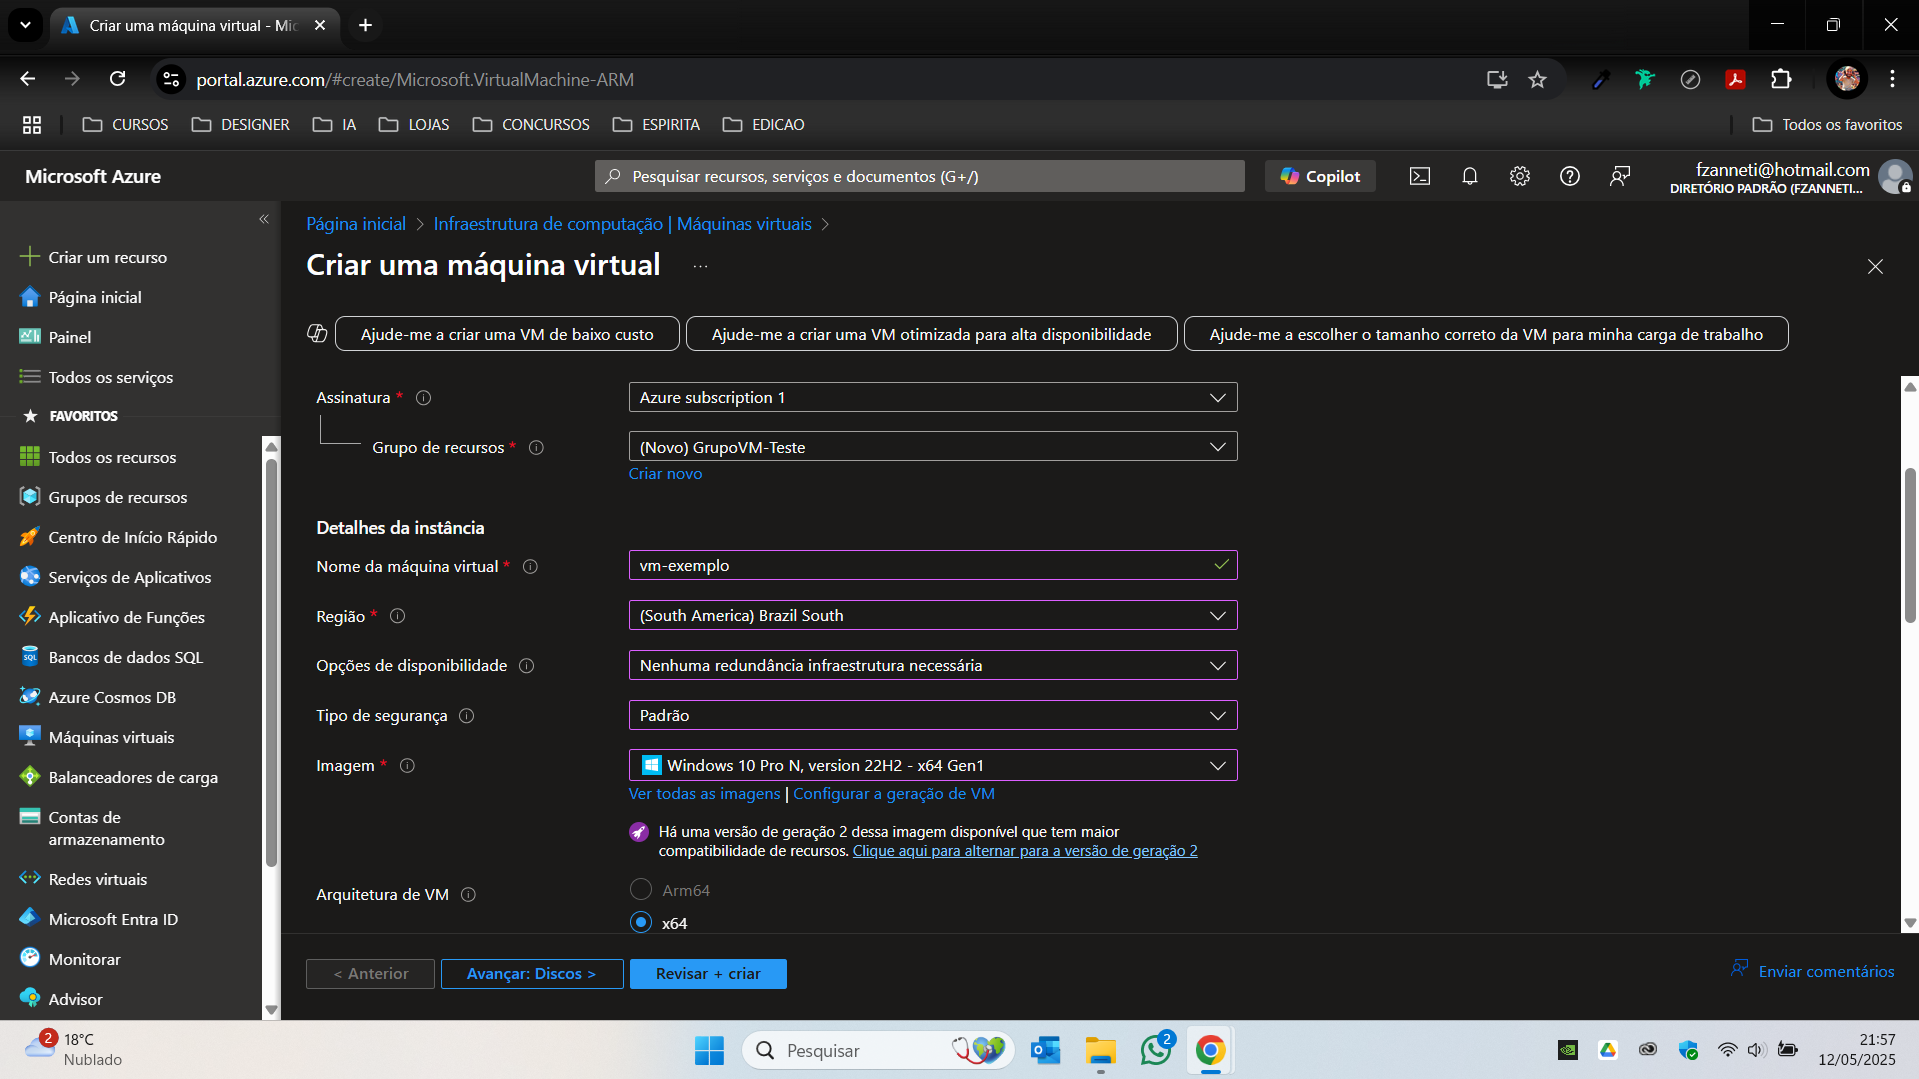 Criar uma máquina virtual - Mic
portal.azure.com/#create/Microsoft.VirtualMachine-ARM
CURSOS
DESIGNER
IA
LOJAS
CONCURSOS
ESPIRITA
EDICAO
Todos os favoritos
Microsoft Azure
Pesquisar recursos, serviços e documentos (G+/)
Copilot
fzanneti@hotmail.com
DIRETÓRIO PADRÃO (FZANNETI...
Criar um recurso
Página inicial
Painel
Todos os serviços
FAVORITOS
Todos os recursos
Grupos de recursos
Centro de Início Rápido
Serviços de Aplicativos
Aplicativo de Funções
SQL
Bancos de dados SQL
Azure Cosmos DB
Máquinas virtuais
Balanceadores de carga
Contas de
armazenamento
Redes virtuais
Microsoft Entra ID
Monitorar
Advisor
Página inicial > Infraestrutura de computação | Máquinas virtuais >
Criar uma máquina virtual ...
Ajude-me a criar uma VM de baixo custo
Ajude-me a criar uma VM otimizada para alta disponibilidade
Ajude-me a escolher o tamanho correto da VM para minha carga de trabalho
Assinatura *
Azure subscription 1
Grupo de recursos *
(Novo) GrupoVM-Teste
Criar novo
Detalhes da instância
Nome da máquina virtual *
vm-exemplo
Região *
(South America) Brazil South
Opções de disponibilidade
Nenhuma redundância infraestrutura necessária
Tipo de segurança
Padrão
Imagem *
Windows 10 Pro N, version 22H2 - x64 Gen1
Ver todas as imagens | Configurar a geração de VM
Há uma versão de geração 2 dessa imagem disponível que tem maior
compatibilidade de recursos. Clique aqui para alternar para a versão de geração 2
Arquitetura de VM
Arm64
x64
< Anterior
Avançar: Discos >
Revisar + criar
Enviar comentários
2
18°C
Nublado
Pesquisar
2
21:57
12/05/2025